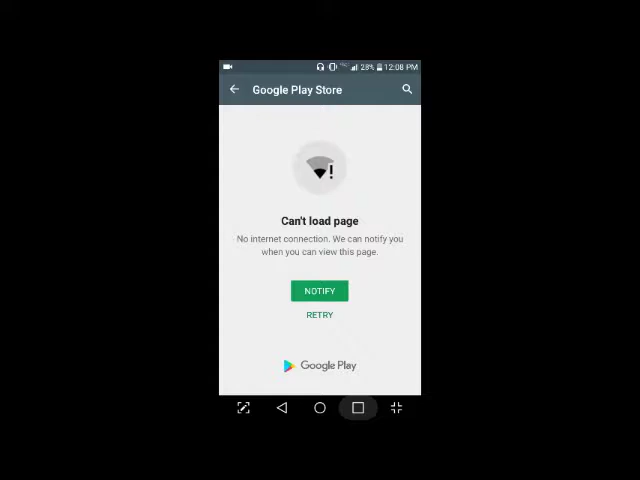 28% 12:08 PM
Google Play Store
!
Can't load page
No internet connection. We can notify you
when you can view this page.
NOTIFY
RETRY
Google Play